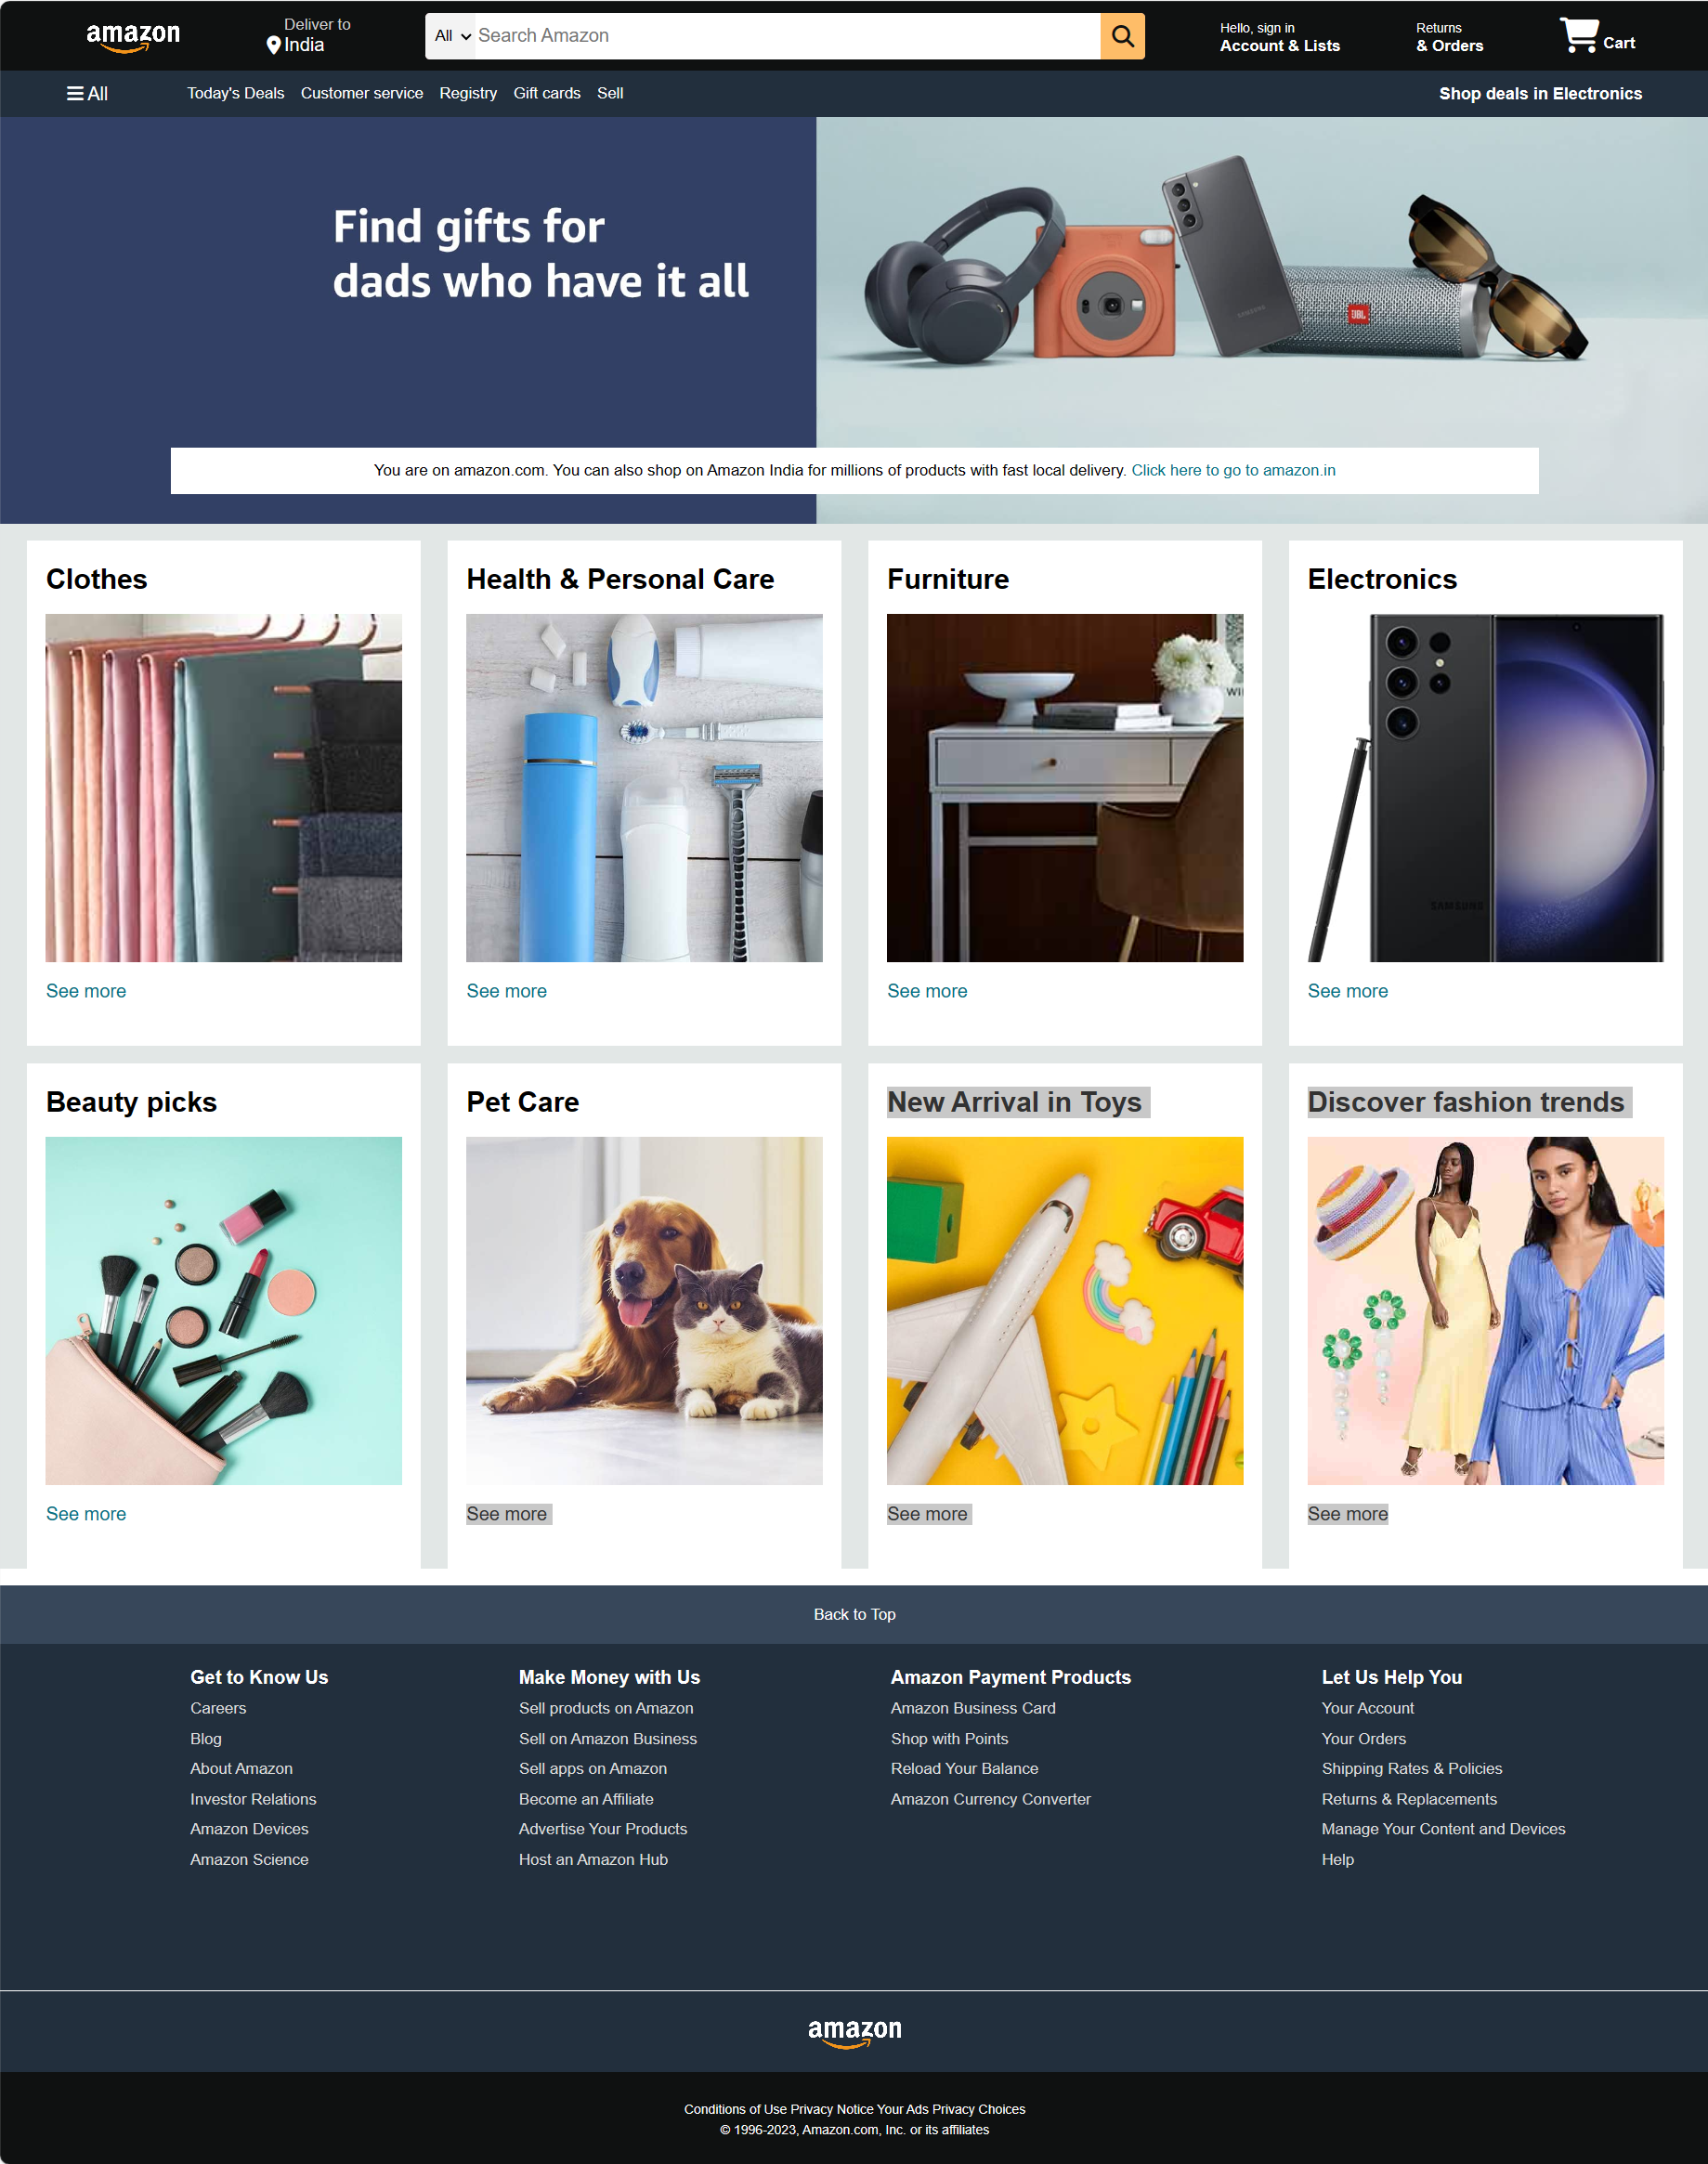 amazon
Deliver to
India
All
Search Amazon
Hello, sign in
Account & Lists
Returns
& Orders
Cart
All
Today's Deals
Customer service
Registry
Gift cards
Sell
Shop deals in Electronics
Find gifts for
dads who have it all
SAMSUNG
JBL
You are on amazon.com. You can also shop on Amazon India for millions of products with fast local delivery. Click here to go to amazon.in
Clothes
Health & Personal Care
Furniture
Electronics
WI
SAMSUNG
See more
See more
See more
See more
Beauty picks
Pet Care
New Arrival in Toys
Discover fashion trends
See more
See more
See more
See more
Back to Top
Get to Know Us
Careers
Blog
About Amazon
Investor Relations
Amazon Devices
Amazon Science
Make Money with Us
Sell products on Amazon
Sell on Amazon Business
Sell apps on Amazon
Become an Affiliate
Advertise Your Products
Host an Amazon Hub
Amazon Payment Products
Amazon Business Card
Shop with Points
Reload Your Balance
Amazon Currency Converter
Let Us Help You
Your Account
Your Orders
Shipping Rates & Policies
Returns & Replacements
Manage Your Content and Devices
Help
amazon
Conditions of Use Privacy Notice Your Ads Privacy Choices
© 1996-2023, Amazon.com, Inc. or its affiliates